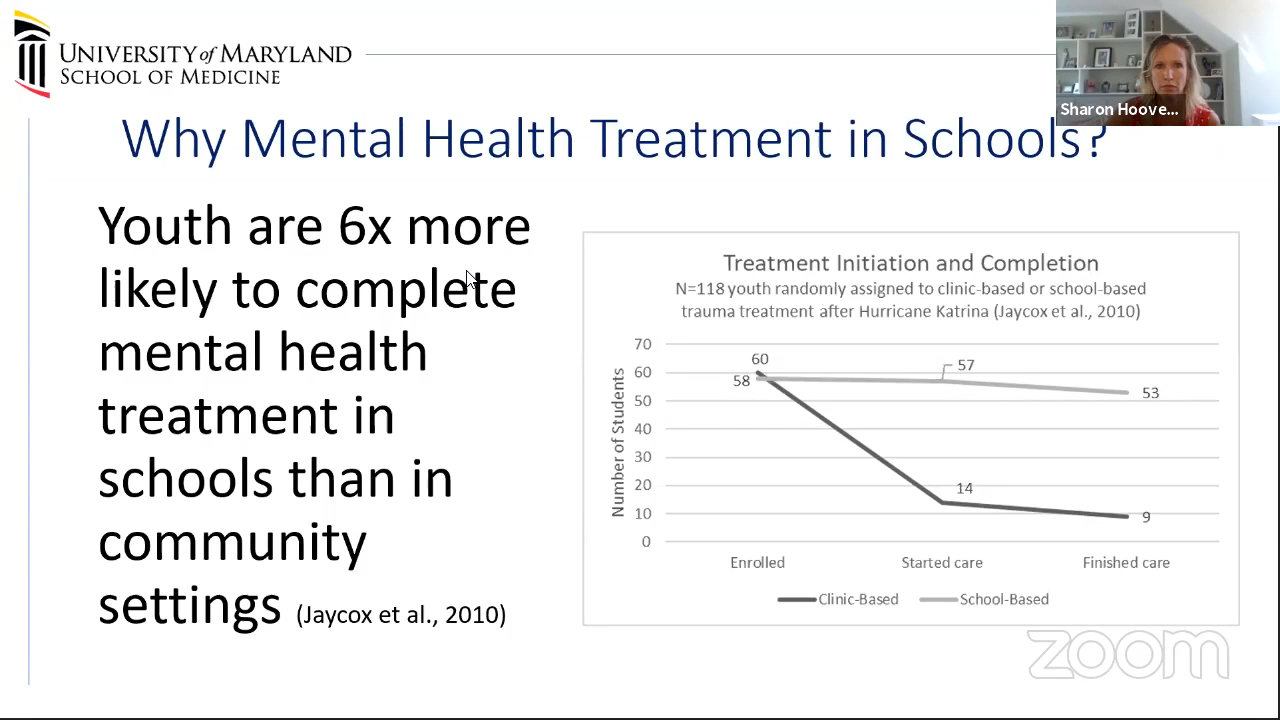 UNIVERSITY of MARYLAND
SCHOOL OF MEDICINE
Sharon Hoove...
Why Mental Health Treatment in Schools?
Youth are 6x more
likely to complete
mental health
treatment in
schools than in
community
settings (Jaycox et al., 2010)
Treatment Initiation and Completion
N=118 youth randomly assigned to clinic-based or school-based
trauma treatment after Hurricane Katrina (Jaycox et al., 2010)
Number of Students
70
60
50
40
30
20
10
0
60
58
57
53
14
9
Enrolled Started care Finished care
Clinic-Based School-Based
zoom